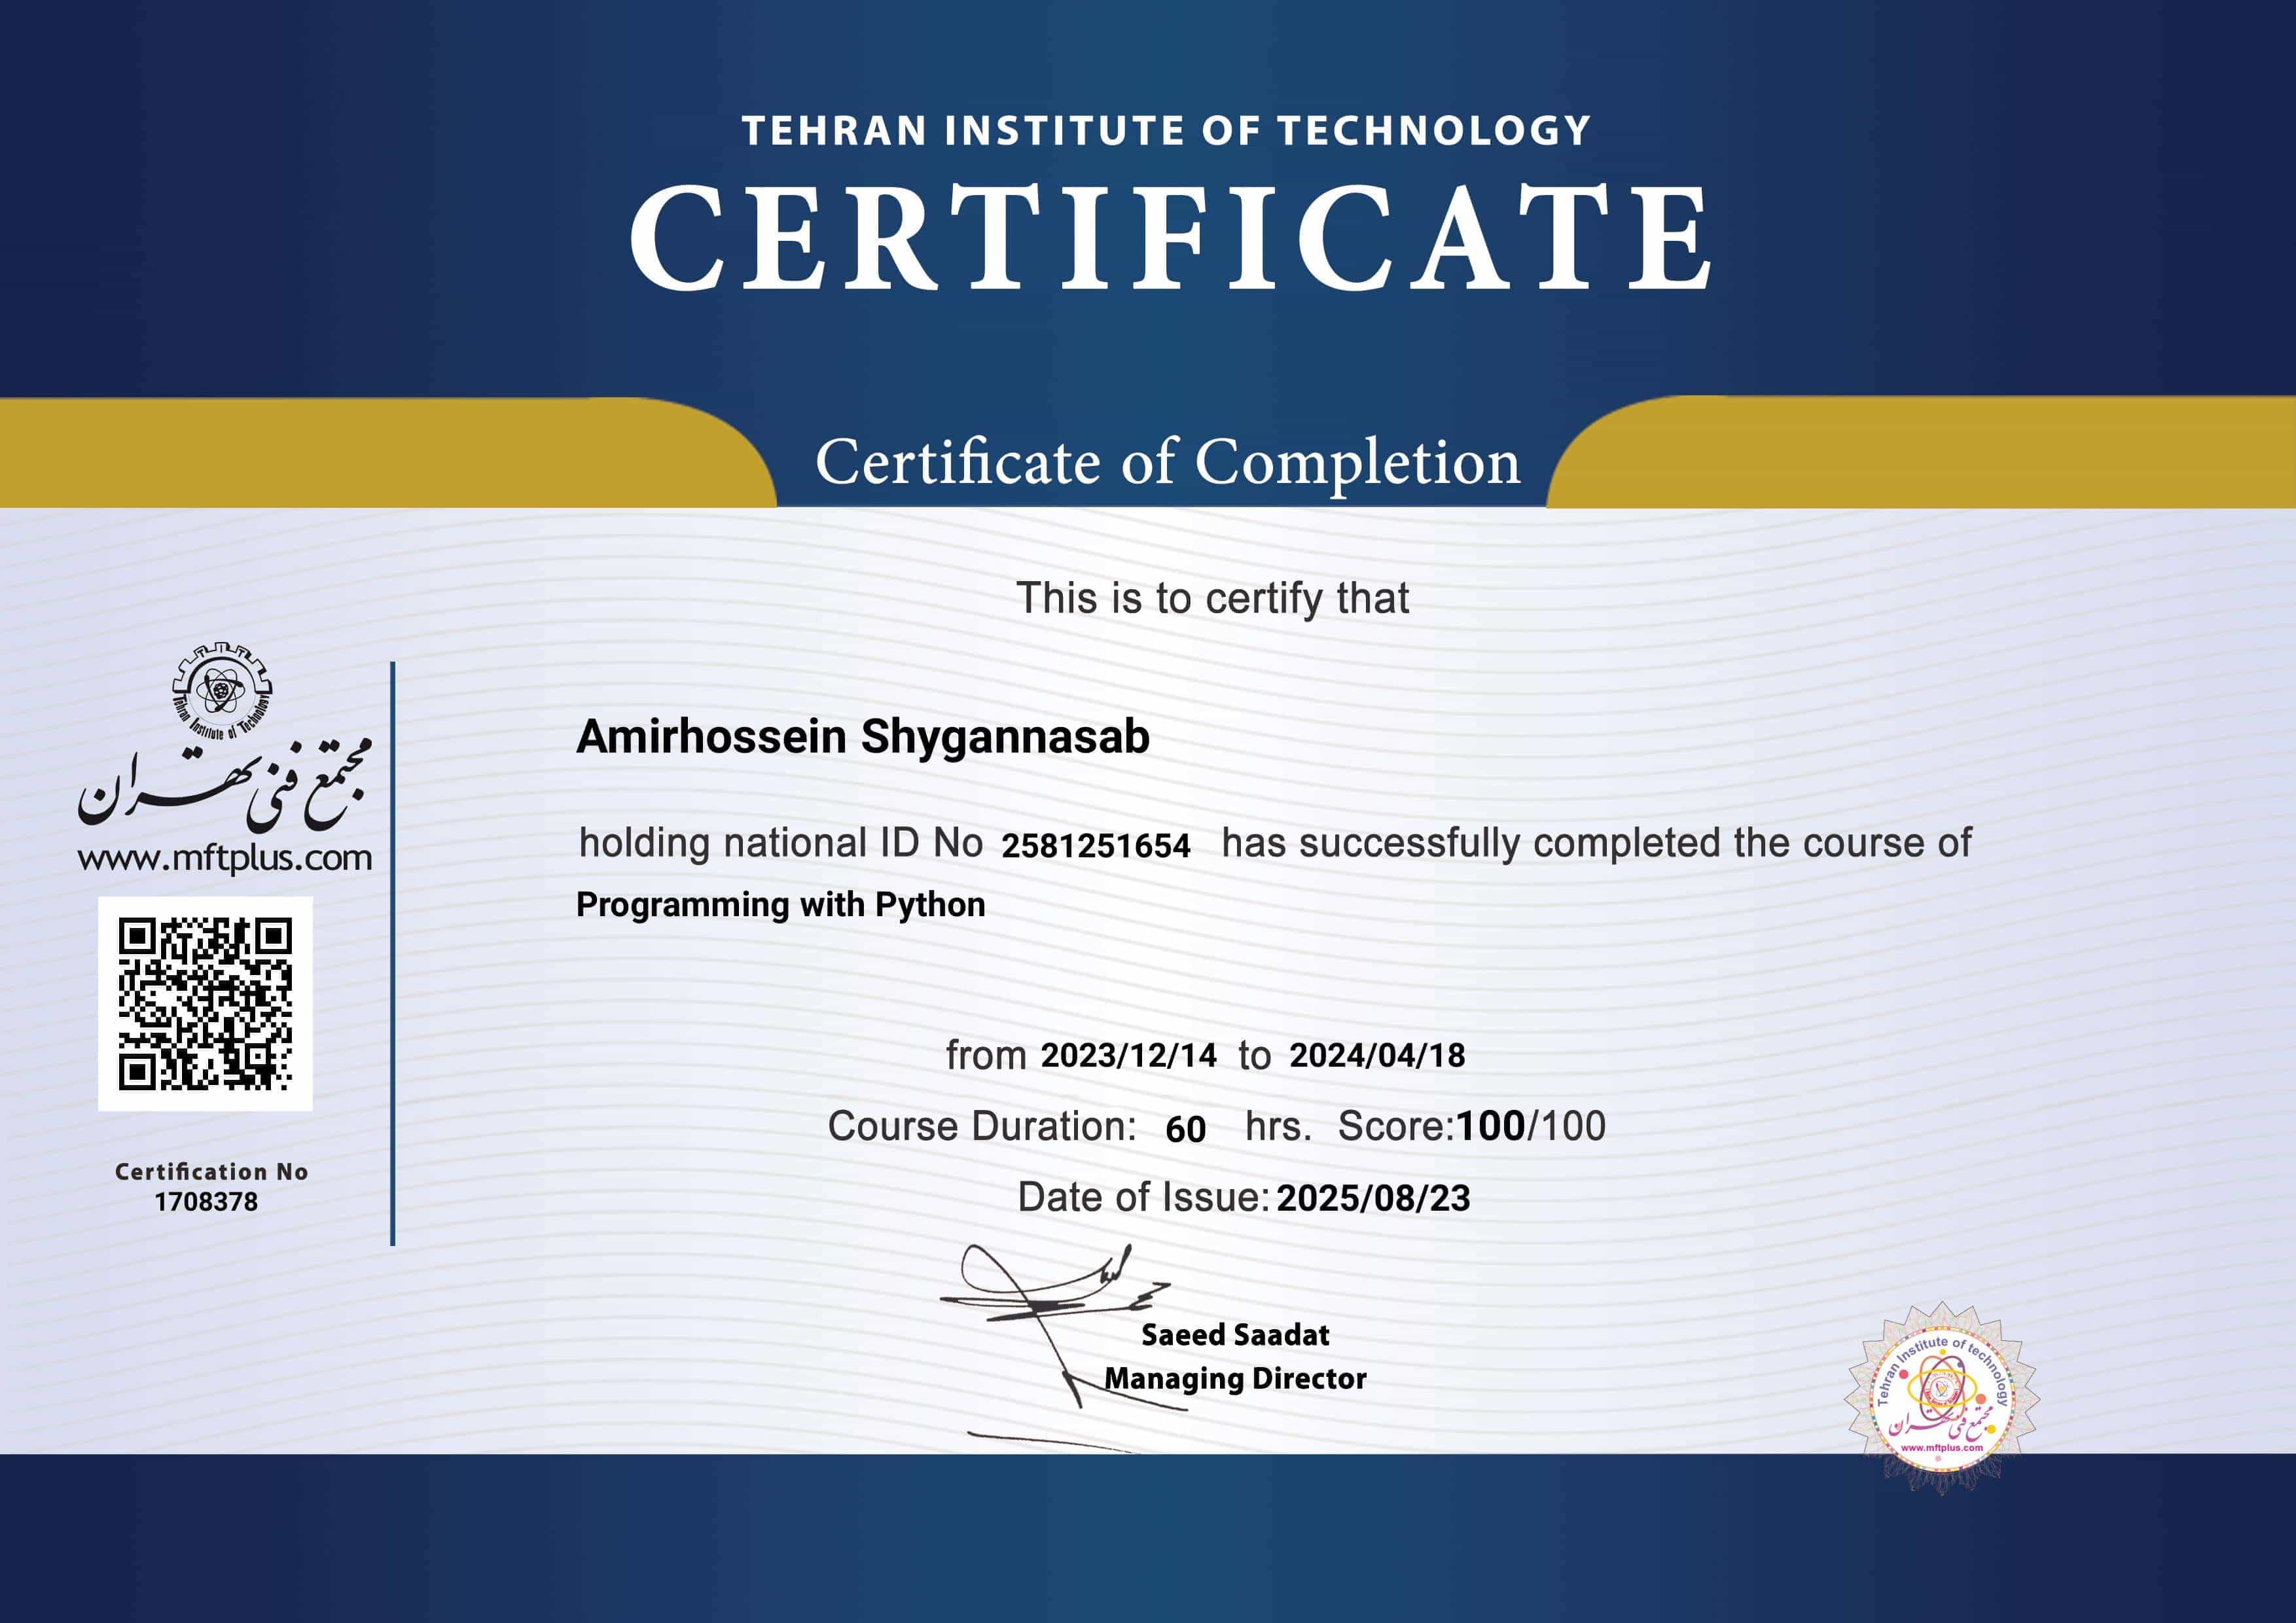 TEHRAN INSTITUTE OF TECHNOLOGY
CERTIFICATE
Certificate of Completion
This is to certify that
Tehran Institute of Technology
مجتمع فنی تهران
www.mftplus.com
Amirhossein Shygannasab
holding national ID No 2581251654 has successfully completed the course of
Programming with Python
from 2023/12/14 to 2024/04/18
Course Duration: 60 hrs. Score:100/100
Certification No
1708378
Date of Issue: 2025/08/23
Saeed Saadat
Managing Director
Tehran Institute of technology
مجتمع فنی تهران
www.mftplus.com